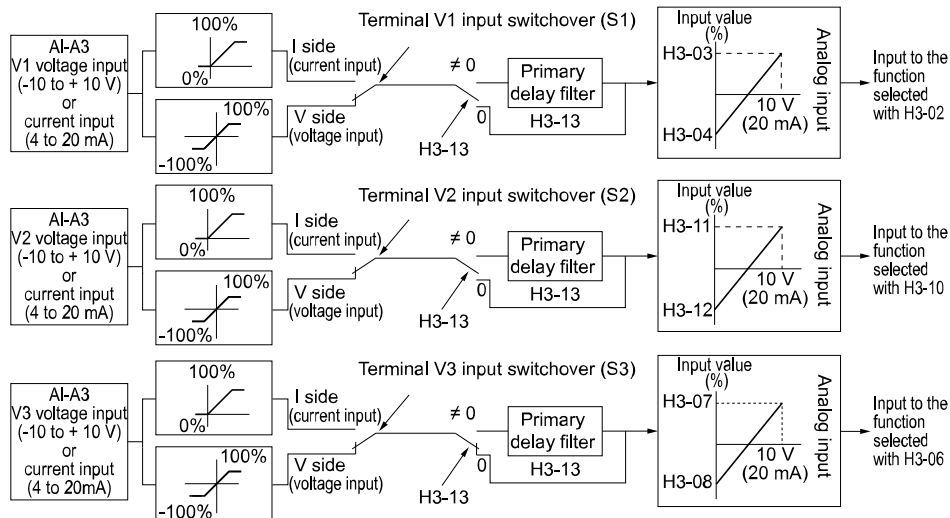 Terminal V1 input switchover (S1)
AI-A3
V1 voltage input
(-10 to + 10 V)
or
current input
(4 to 20 mA)
100%
0%
100%
-100%
I side
(current input)
V side
(voltage input)
≠ 0
0
H3-13
Primary
delay filter
H3-13
Input value
(%)
H3-03
H3-04
10 V
(20 mA)
Analog input
Input to the
function
selected
with H3-02
Terminal V2 input switchover (S2)
AI-A3
V2 voltage input
(-10 to + 10 V)
or
current input
(4 to 20 mA)
100%
0%
100%
-100%
I side
(current input)
V side
(voltage input)
≠ 0
0
H3-13
Primary
delay filter
H3-13
Input value
(%)
H3-11
H3-12
10 V
(20 mA)
Analog input
Input to the
function
selected
with H3-10
Terminal V3 input switchover (S3)
AI-A3
V3 voltage input
(-10 to + 10 V)
or
current input
(4 to 20mA)
100%
0%
100%
-100%
I side
(current input)
V side
(voltage input)
≠ 0
0
H3-13
Primary
delay filter
H3-13
Input value
(%)
H3-07
H3-08
10 V
(20 mA)
Analog input
Input to the
function
selected
with H3-06